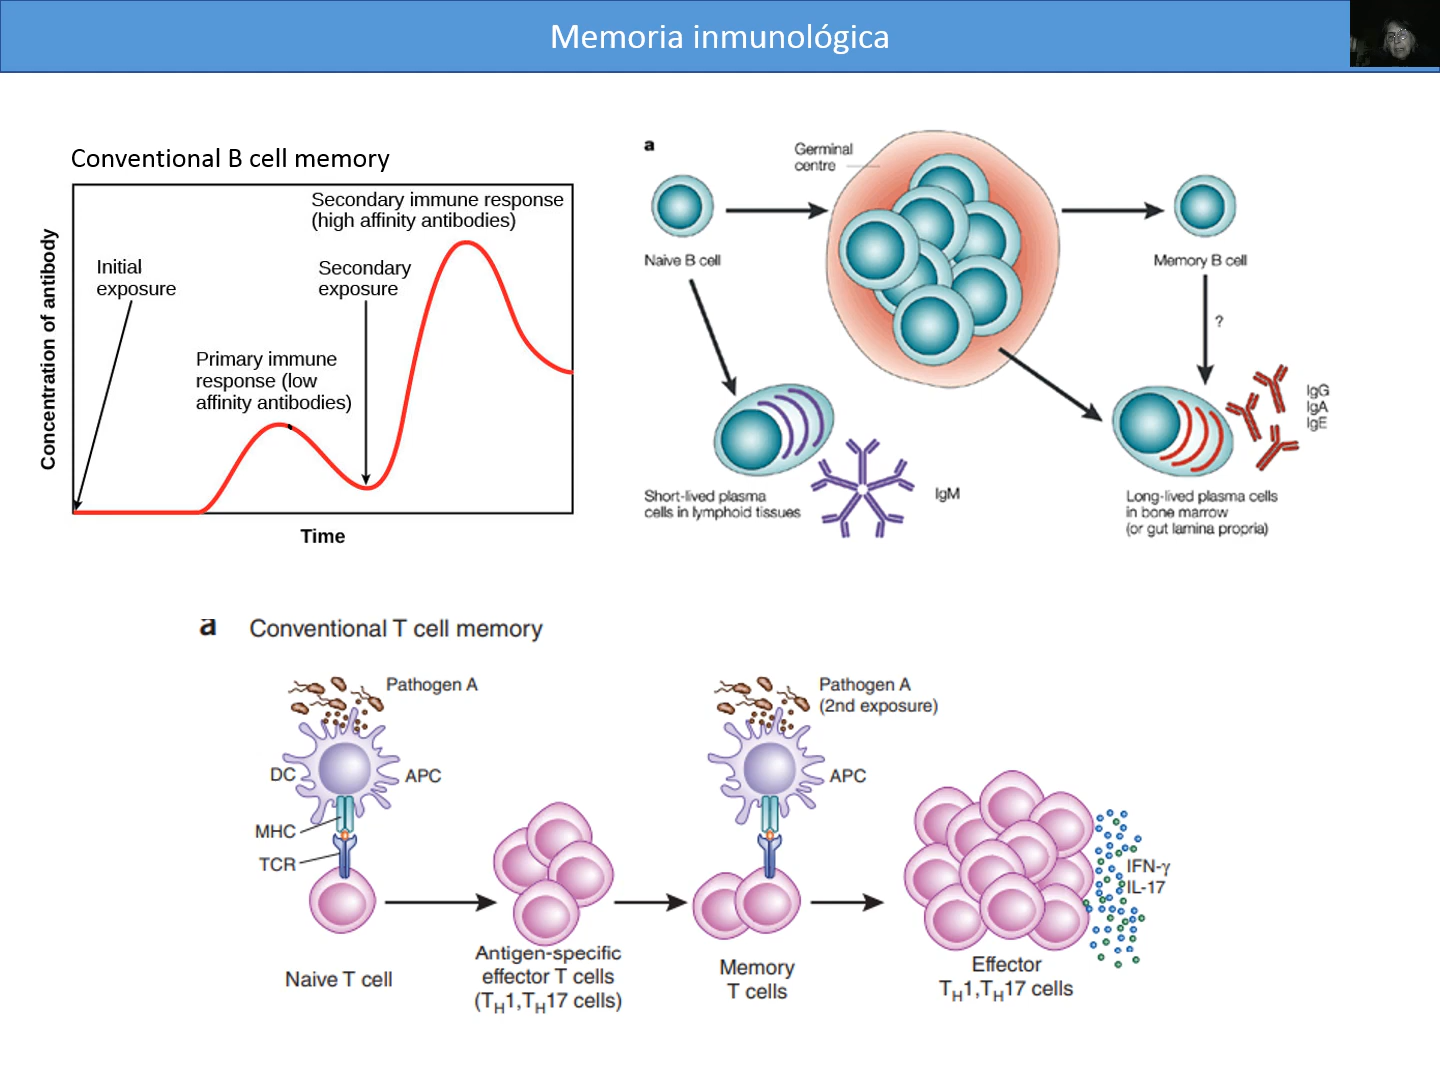 Memoria inmunológica
Conventional B cell memory
Secondary immune response
(high affinity antibodies)
Initial
exposure
Secondary
exposure
Primary immune
response (low
affinity antibodies)
Concentration of antibody
Time
a
Germinal
centre
Naive B cell
Memory B cell
?
IgG
IgA
IgE
IgM
Short-lived plasma
cells in lymphoid tissues
Long-lived plasma cells
in bone marrow
(or gut lamina propria)
a Conventional T cell memory
Pathogen A
DC
APC
MHC
TCR
Naive T cell
Antigen-specific
effector T cells
(TH1,TH17 cells)
Pathogen A
(2nd exposure)
APC
Memory
T cells
IFN-γ
IL-17
Effector
TH1,TH17 cells